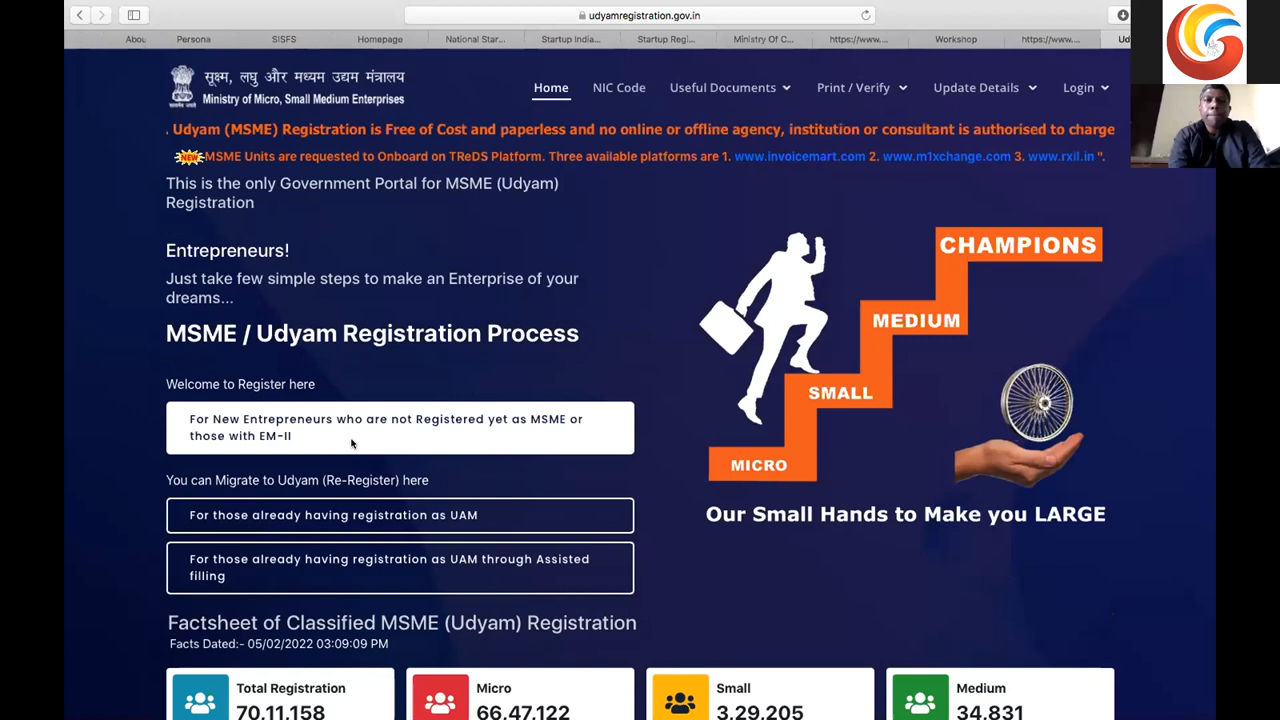 udyamregistration.gov.in
Abou
Persona
SISFS
Homepage
National Star...
Startup India...
Startup Regi...
Ministry Of C...
https://www....
Workshop
https://www....
Ud
सूक्ष्म, लघु और मध्यम उद्यम मंत्रालय
Ministry of Micro, Small Medium Enterprises
Home
NIC Code
Useful Documents
Print / Verify
Update Details
Login
. Udyam (MSME) Registration is Free of Cost and paperless and no online or offline agency, institution or consultant is authorised to charge
NEW MSME Units are requested to Onboard on TReDS Platform. Three available platforms are 1. www.invoicemart.com 2. www.m1xchange.com 3. www.rxil.in ".
This is the only Government Portal for MSME (Udyam)
Registration
Entrepreneurs!
Just take few simple steps to make an Enterprise of your
dreams...
MSME / Udyam Registration Process
Welcome to Register here
For New Entrepreneurs who are not Registered yet as MSME or
those with EM-II
You can Migrate to Udyam (Re-Register) here
For those already having registration as UAM
For those already having registration as UAM through Assisted
filling
CHAMPIONS
MEDIUM
SMALL
MICRO
Our Small Hands to Make you LARGE
Factsheet of Classified MSME (Udyam) Registration
Facts Dated:- 05/02/2022 03:09:09 PM
Total Registration
70,11,158
Micro
66,47,122
Small
3,29,205
Medium
34,831